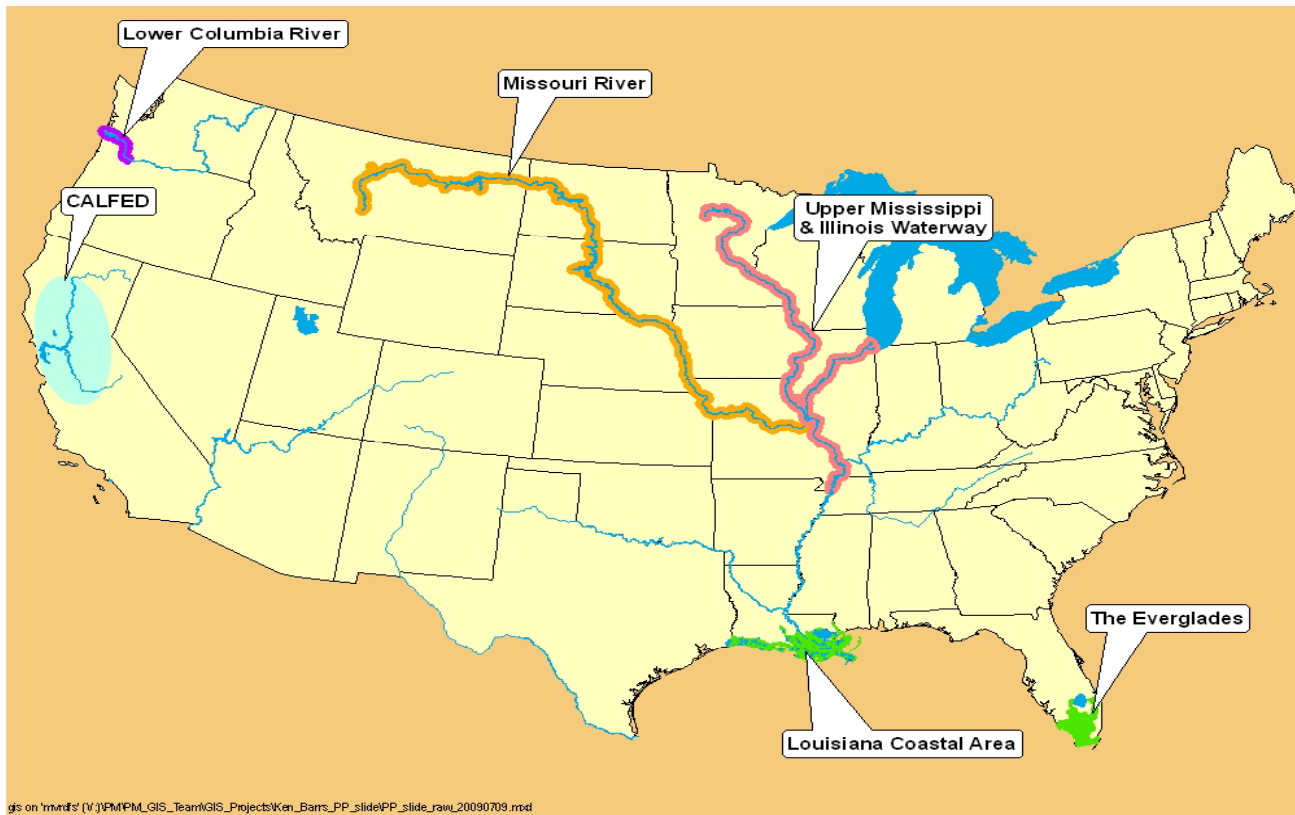 Lower Columbia River
Missouri River
CALFED
Upper Mississippi
& Illinois Waterway
The Everglades
Louisiana Coastal Area
gis on 'mvrdfs' (V:)\PM\PM_GIS_Team\GIS_Projects\Ken_Barrs_PP_slide\PP_slide_raw_20090709.mxd